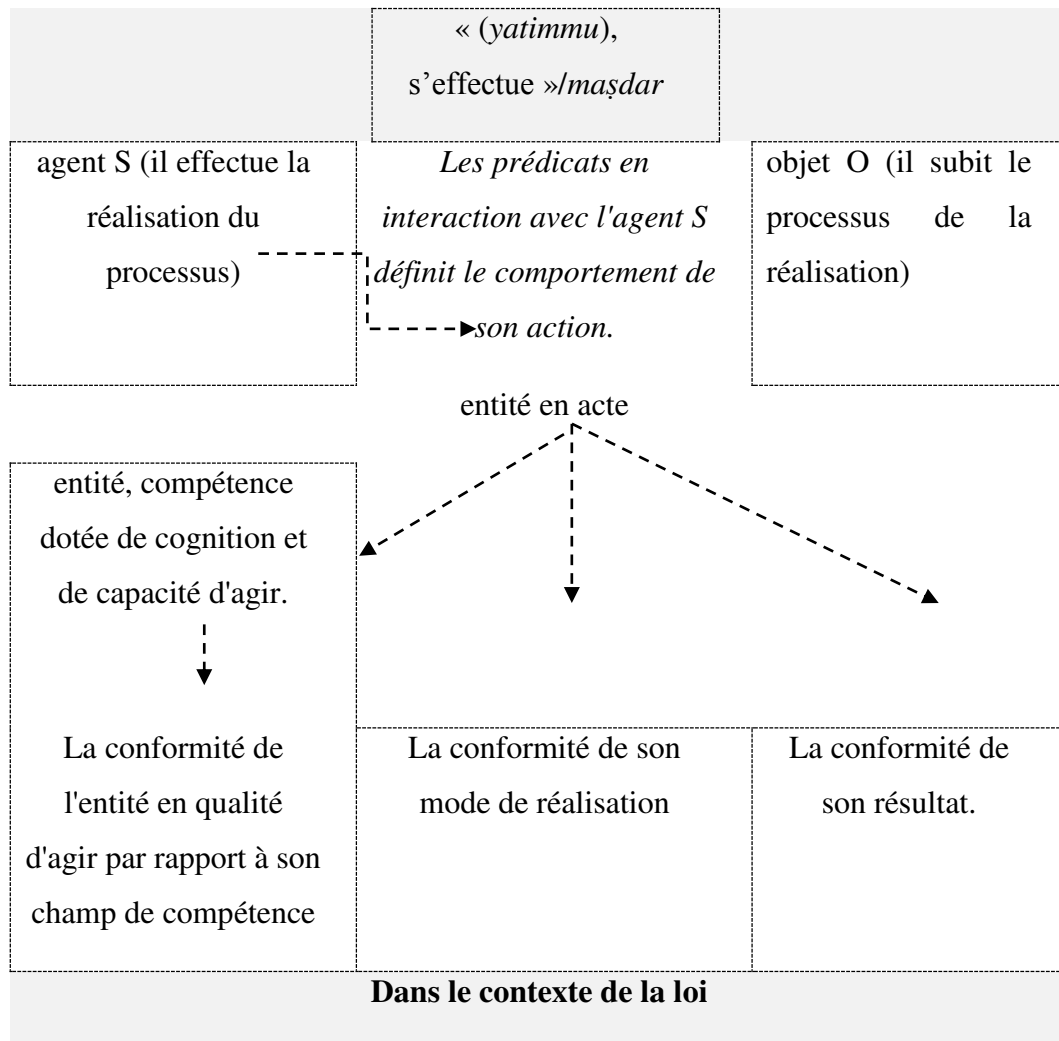 « (yatimmu),
s’effectue »/maṣdar
agent S (il effectue la
réalisation du
processus)
Les prédicats en
interaction avec l'agent S
définit le comportement de
son action.
objet O (il subit le
processus de la
réalisation)
entité en acte
entité, compétence
dotée de cognition et
de capacité d'agir.
La conformité de
l'entité en qualité
d'agir par rapport à son
champ de compétence
La conformité de son
mode de réalisation
La conformité de
son résultat.
Dans le contexte de la loi